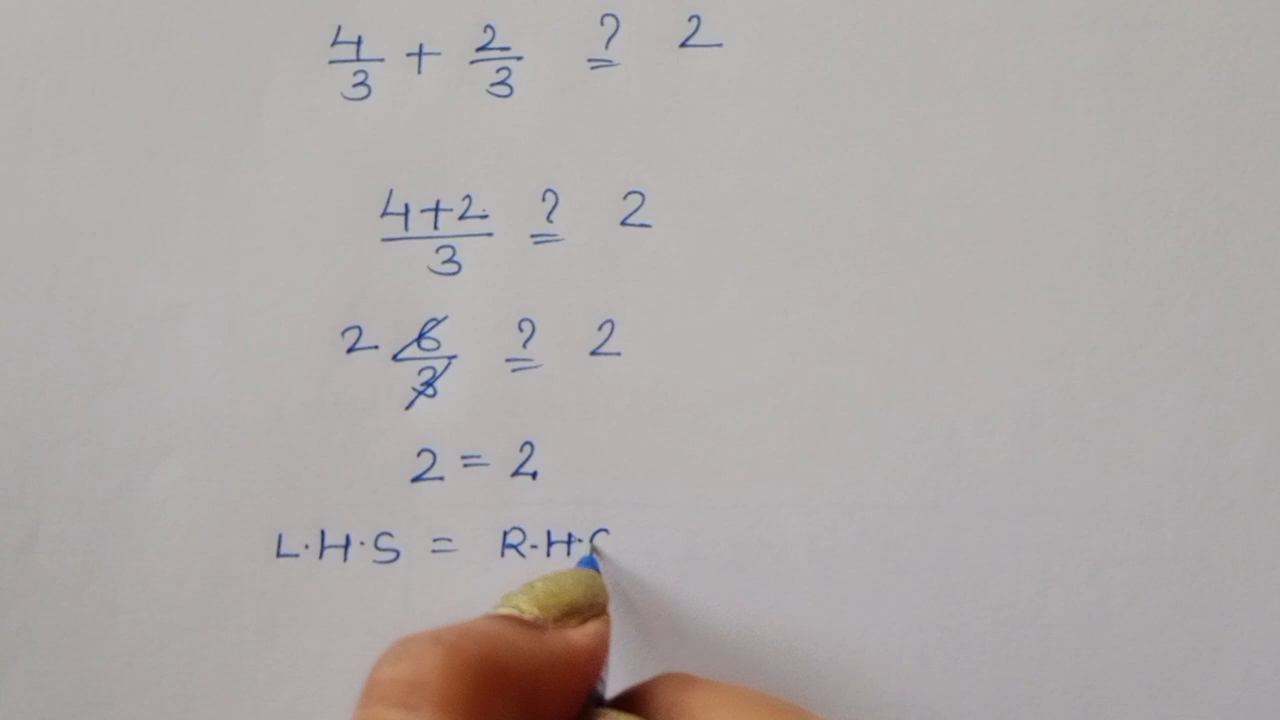 4/3 + 2/3 ≟ 2
4+2/3 ≟ 2
2 6/3 ≟ 2
2 = 2
L.H.S = R.H.S